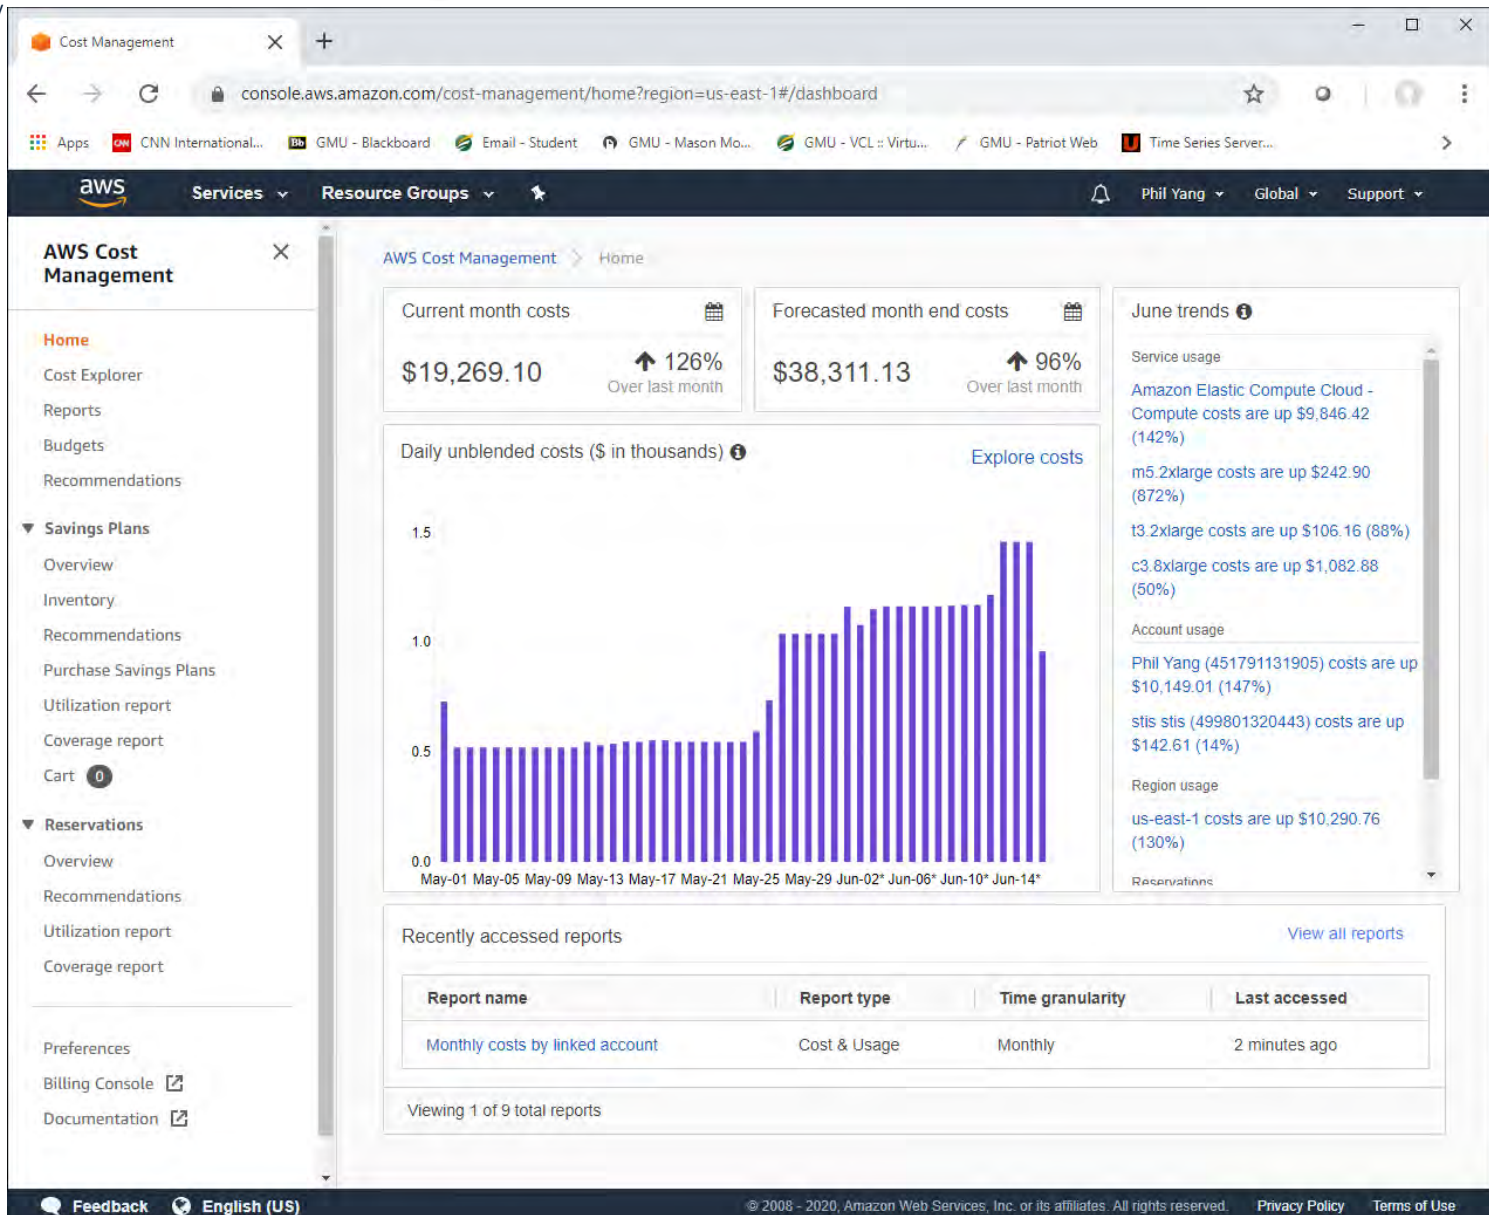 Cost Management
console.aws.amazon.com/cost-management/home?region=us-east-1#/dashboard
Apps CNN CNN International... Bb GMU - Blackboard Email - Student GMU - Mason Mo... GMU - VCL :: Virtu... GMU - Patriot Web Time Series Server...
aws Services Resource Groups Phil Yang Global Support
AWS Cost
Management
Home
Cost Explorer
Reports
Budgets
Recommendations
Savings Plans
Overview
Inventory
Recommendations
Purchase Savings Plans
Utilization report
Coverage report
Cart 0
Reservations
Overview
Recommendations
Utilization report
Coverage report
Preferences
Billing Console
Documentation
AWS Cost Management > Home
Current month costs
$19,269.10
126%
Over last month
Forecasted month end costs
$38,311.13
96%
Over last month
Daily unblended costs ($ in thousands)
Explore costs
1.5
1.0
0.5
0.0
May-01 May-05 May-09 May-13 May-17 May-21 May-25 May-29 Jun-02* Jun-06* Jun-10* Jun-14*
June trends
Service usage
Amazon Elastic Compute Cloud -
Compute costs are up $9,846.42
(142%)
m5.2xlarge costs are up $242.90
(872%)
t3.2xlarge costs are up $106.16 (88%)
c3.8xlarge costs are up $1,082.88
(50%)
Account usage
Phil Yang (451791131905) costs are up
$10,149.01 (147%)
stis stis (499801320443) costs are up
$142.61 (14%)
Region usage
us-east-1 costs are up $10,290.76
(130%)
Reservations
Recently accessed reports
View all reports
Report name Report type Time granularity Last accessed
Monthly costs by linked account Cost & Usage Monthly 2 minutes ago
Viewing 1 of 9 total reports
Feedback English (US) © 2008 - 2020, Amazon Web Services, Inc. or its affiliates. All rights reserved. Privacy Policy Terms of Use